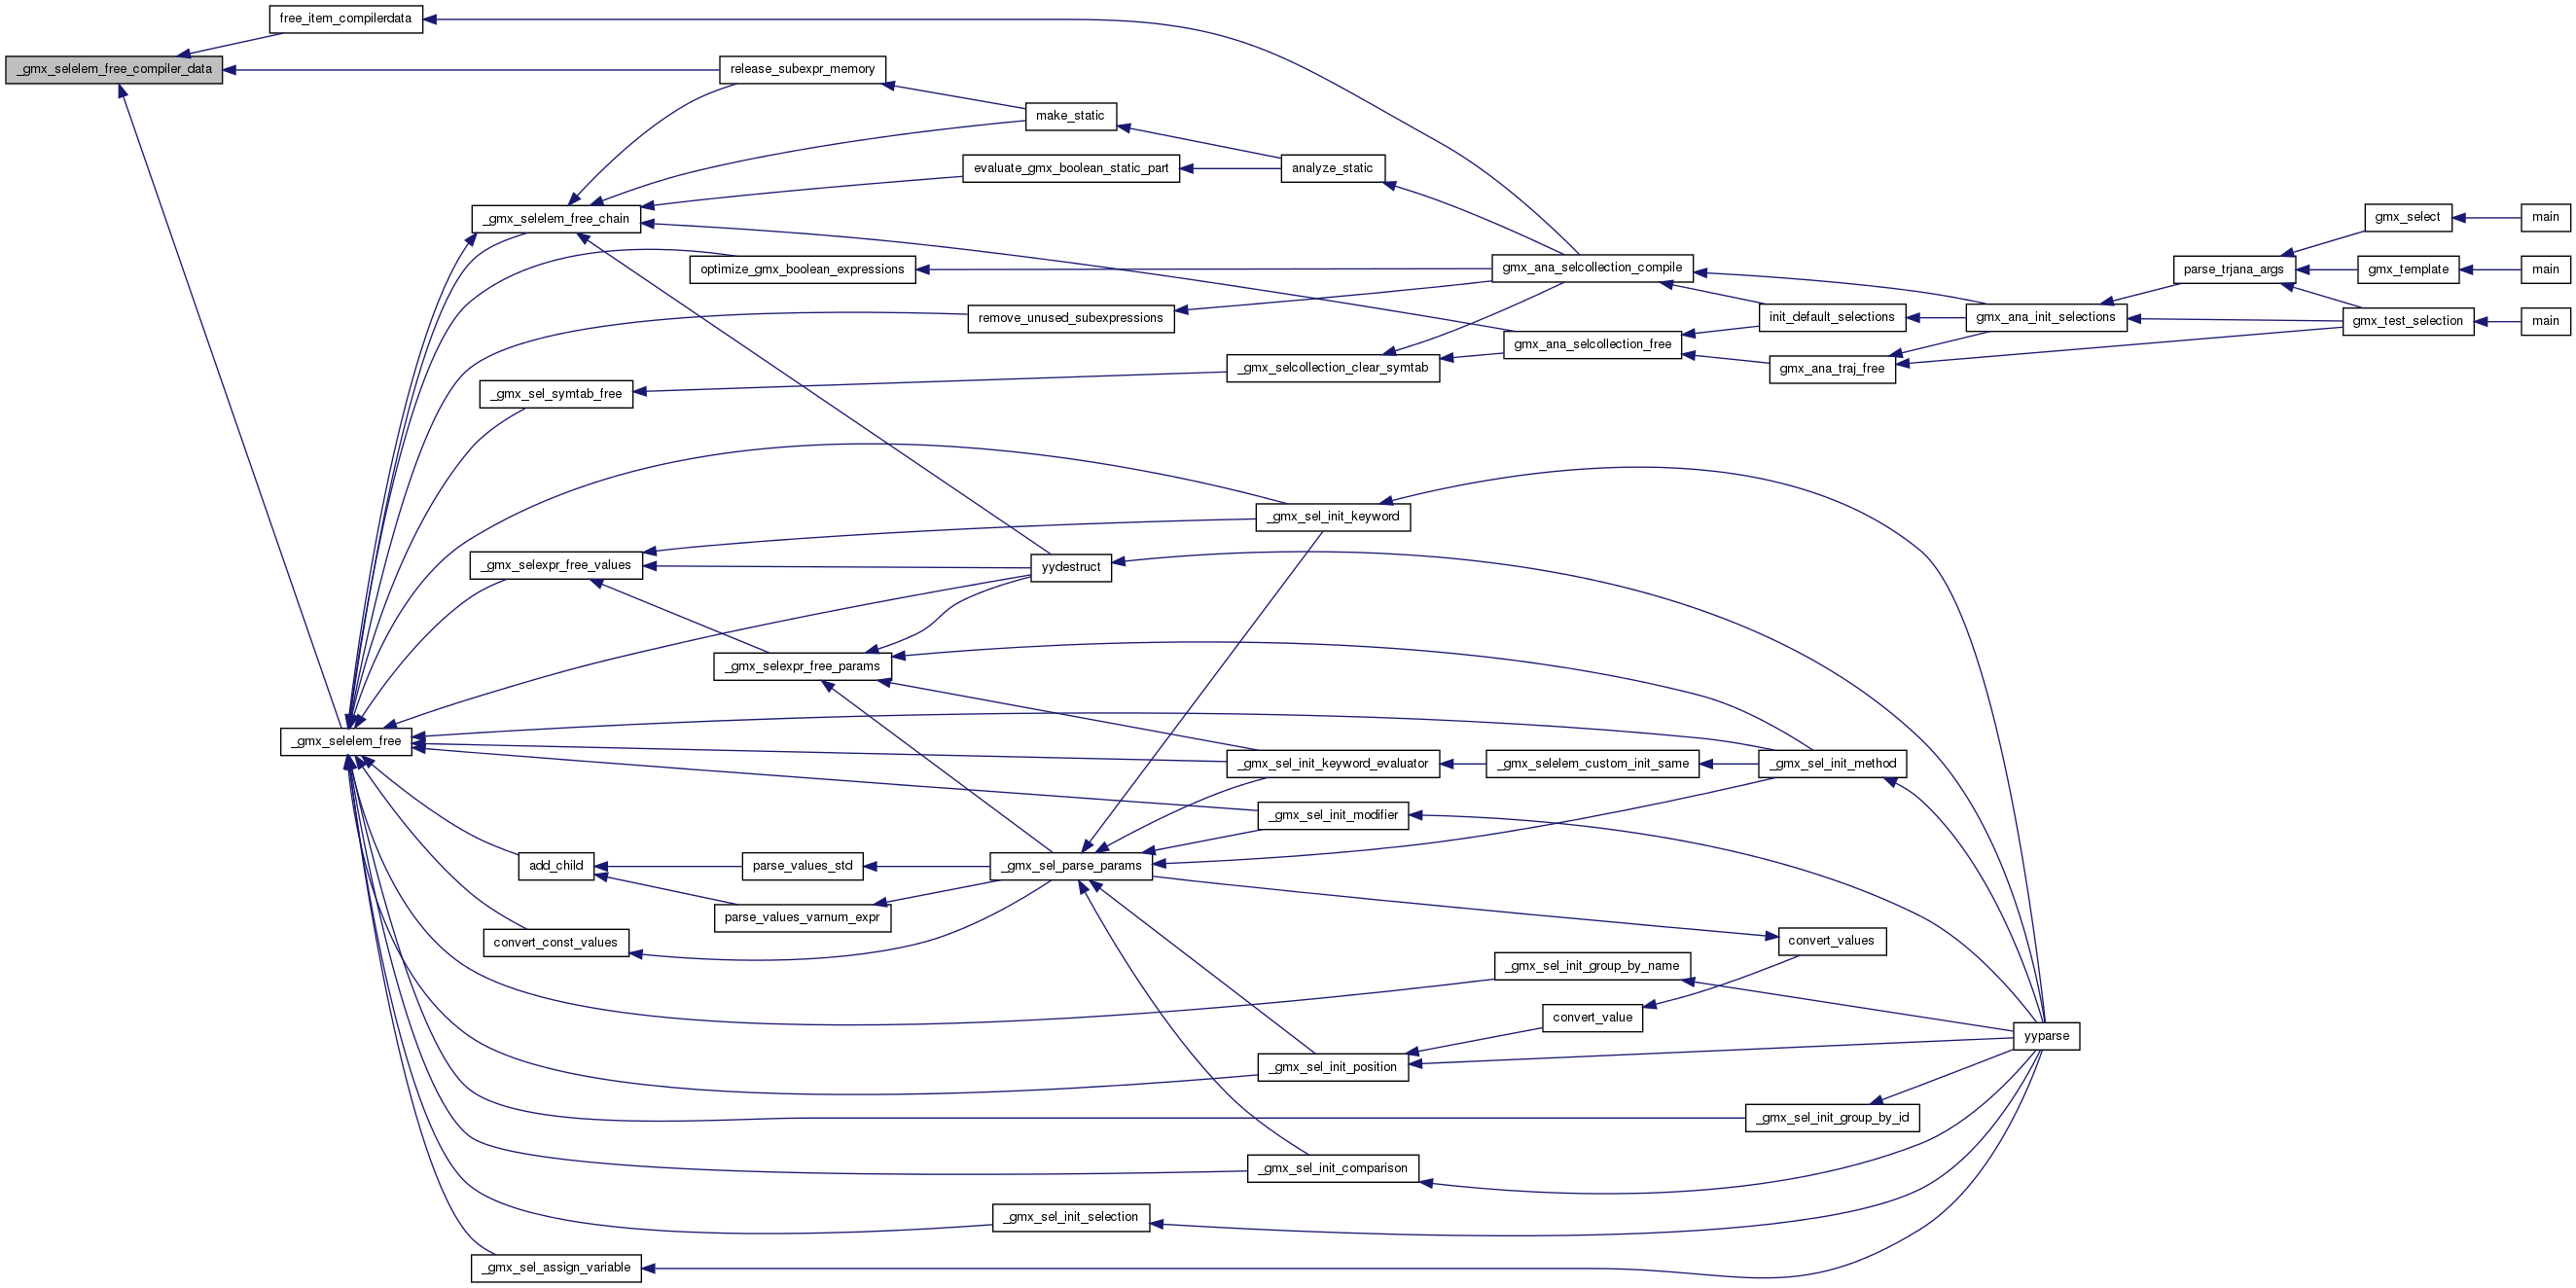 free_item_compilerdata
_gmx_selelem_free_compiler_data
release_subexpr_memory
make_static
evaluate_gmx_boolean_static_part
analyze_static
_gmx_selelem_free_chain
gmx_select
main
optimize_gmx_boolean_expressions
gmx_ana_selcollection_compile
parse_trjana_args
gmx_template
main
remove_unused_subexpressions
init_default_selections
gmx_ana_init_selections
gmx_test_selection
main
gmx_ana_selcollection_free
_gmx_selcollection_clear_symtab
gmx_ana_traj_free
_gmx_sel_symtab_free
_gmx_sel_init_keyword
_gmx_selexpr_free_values
yydestruct
_gmx_selexpr_free_params
_gmx_selelem_free
_gmx_sel_init_keyword_evaluator
_gmx_selelem_custom_init_same
_gmx_sel_init_method
_gmx_sel_init_modifier
add_child
parse_values_std
_gmx_sel_parse_params
parse_values_varnum_expr
convert_const_values
convert_values
_gmx_sel_init_group_by_name
convert_value
yyparse
_gmx_sel_init_position
_gmx_sel_init_group_by_id
_gmx_sel_init_comparison
_gmx_sel_init_selection
_gmx_sel_assign_variable